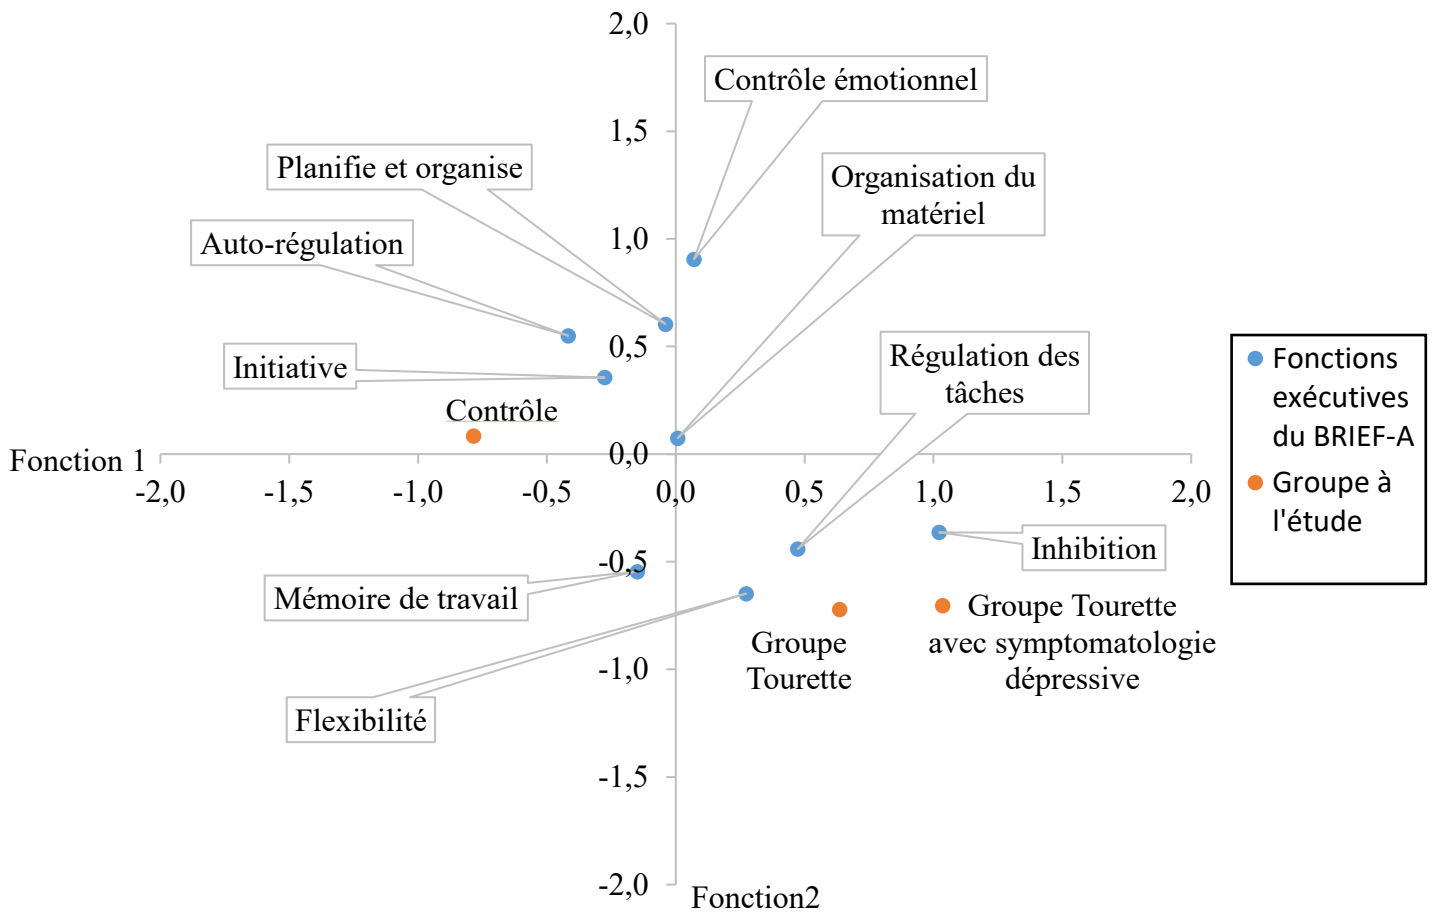 2,0
Contrôle émotionnel
1,5
Planifie et organise
Organisation du
matériel
Auto-régulation
1,0
Initiative
0,5
Régulation des
tâches
Contrôle
Fonction 1
0,0
-2,0
-1,5
-1,0
-0,5
0,0
0,5
1,0
1,5
2,0
-0,5
Inhibition
Mémoire de travail
Groupe
Tourette
Groupe Tourette
avec symptomatologie
dépressive
-1,0
Flexibilité
-1,5
-2,0
Fonction2
Fonctions
exécutives
du BRIEF-A
Groupe à
l'étude